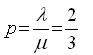 p = λ/μ = 2/3